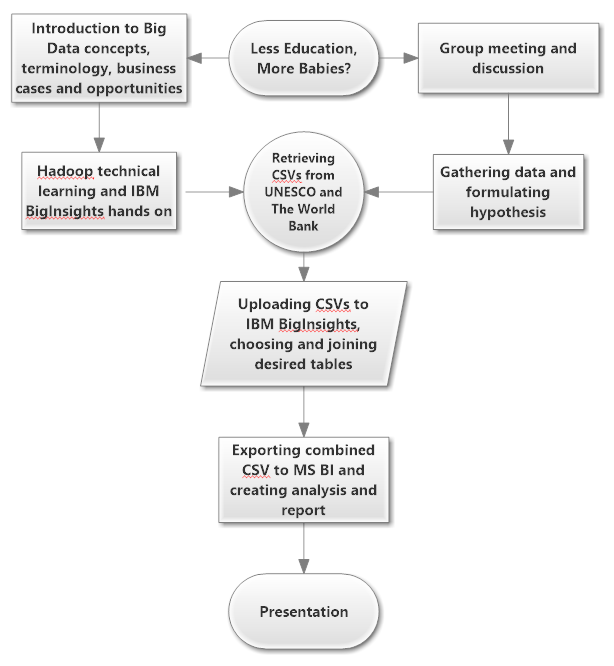 Introduction to Big
Data concepts,
terminology, business
cases and opportunities
Less Education,
More Babies?
Group meeting and
discussion
Hadoop technical
learning and IBM
BigInsights hands on
Retrieving
CSVs from
UNESCO and
The World
Bank
Gathering data and
formulating
hypothesis
Uploading CSVs to
IBM BigInsights,
choosing and joining
desired tables
Exporting combined
CSV to MS BI and
creating analysis and
report
Presentation